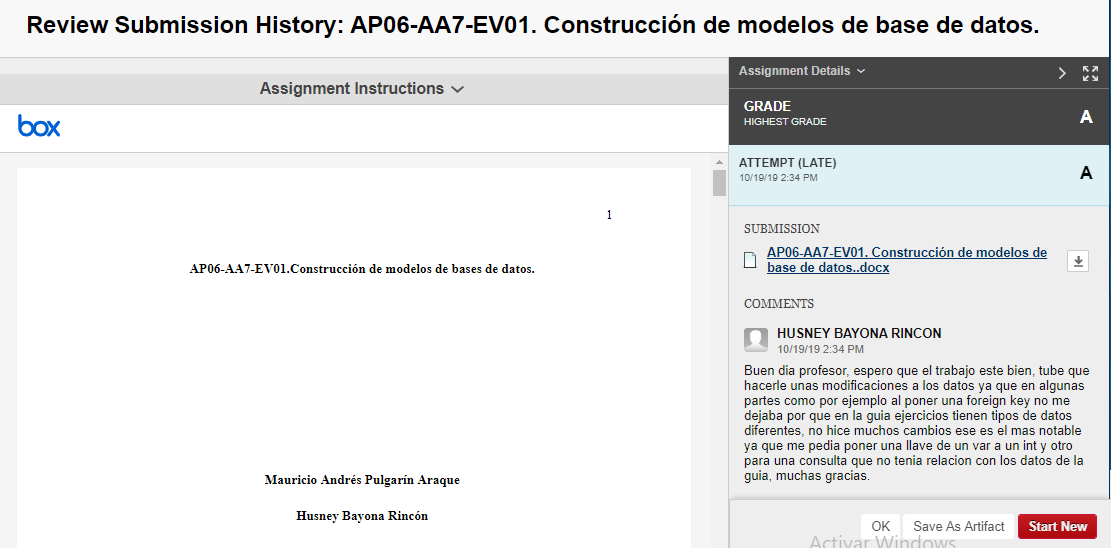 Review Submission History: AP06-AA7-EV01. Construcción de modelos de base de datos.
Assignment Instructions
box
1
AP06-AA7-EV01.Construcción de modelos de bases de datos.
Mauricio Andrés Pulgarín Araque
Husney Bayona Rincón
Assignment Details
GRADE
HIGHEST GRADE
A
ATTEMPT (LATE)
10/19/19 2:34 PM
A
SUBMISSION
AP06-AA7-EV01. Construcción de modelos de
base de datos..docx
COMMENTS
HUSNEY BAYONA RINCON
10/19/19 2:34 PM
Buen dia profesor, espero que el trabajo este bien, tube que
hacerle unas modificaciones a los datos ya que en algunas
partes como por ejemplo al poner una foreign key no me
dejaba por que en la guia ejercicios tienen tipos de datos
diferentes, no hice muchos cambios ese es el mas notable
ya que me pedia poner una llave de un var a un int y otro
para una consulta que no tenia relacion con los datos de la
guia, muchas gracias.
OK
Save As Artifact
Start New
Activar Windows